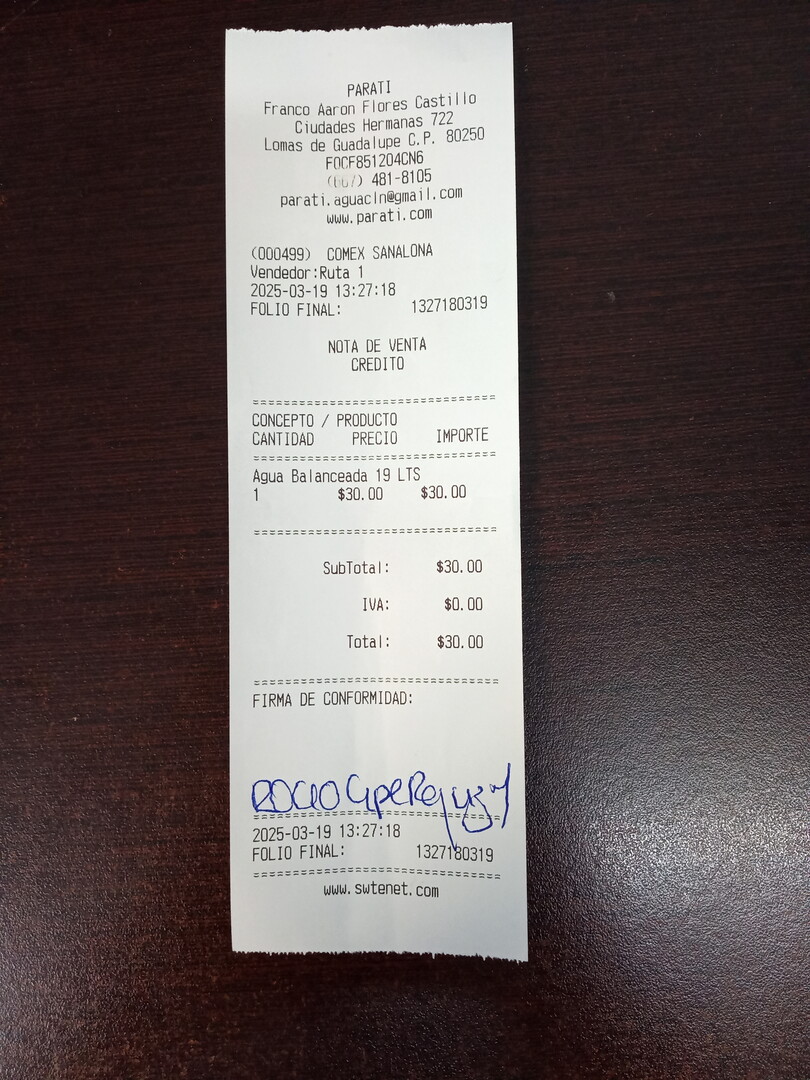 PARATI
Franco Aaron Flores Castillo
Ciudades Hermanas 722
Lomas de Guadalupe C.P. 80250
FOCF851204CN6
(667) 481-8105
parati.aguacln@gmail.com
www.parati.com
(000499) COMEX SANALONA
Vendedor:Ruta 1
2025-03-19 13:27:18
FOLIO FINAL: 1327180319
NOTA DE VENTA
CREDITO
================================
CONCEPTO / PRODUCTO
CANTIDAD PRECIO IMPORTE
================================
Agua Balanceada 19 LTS
1 $30.00 $30.00
================================
SubTotal: $30.00
IVA: $0.00
Total: $30.00
================================
FIRMA DE CONFORMIDAD:
ROCIO
================================
2025-03-19 13:27:18
FOLIO FINAL: 1327180319
================================
www.swtenet.com